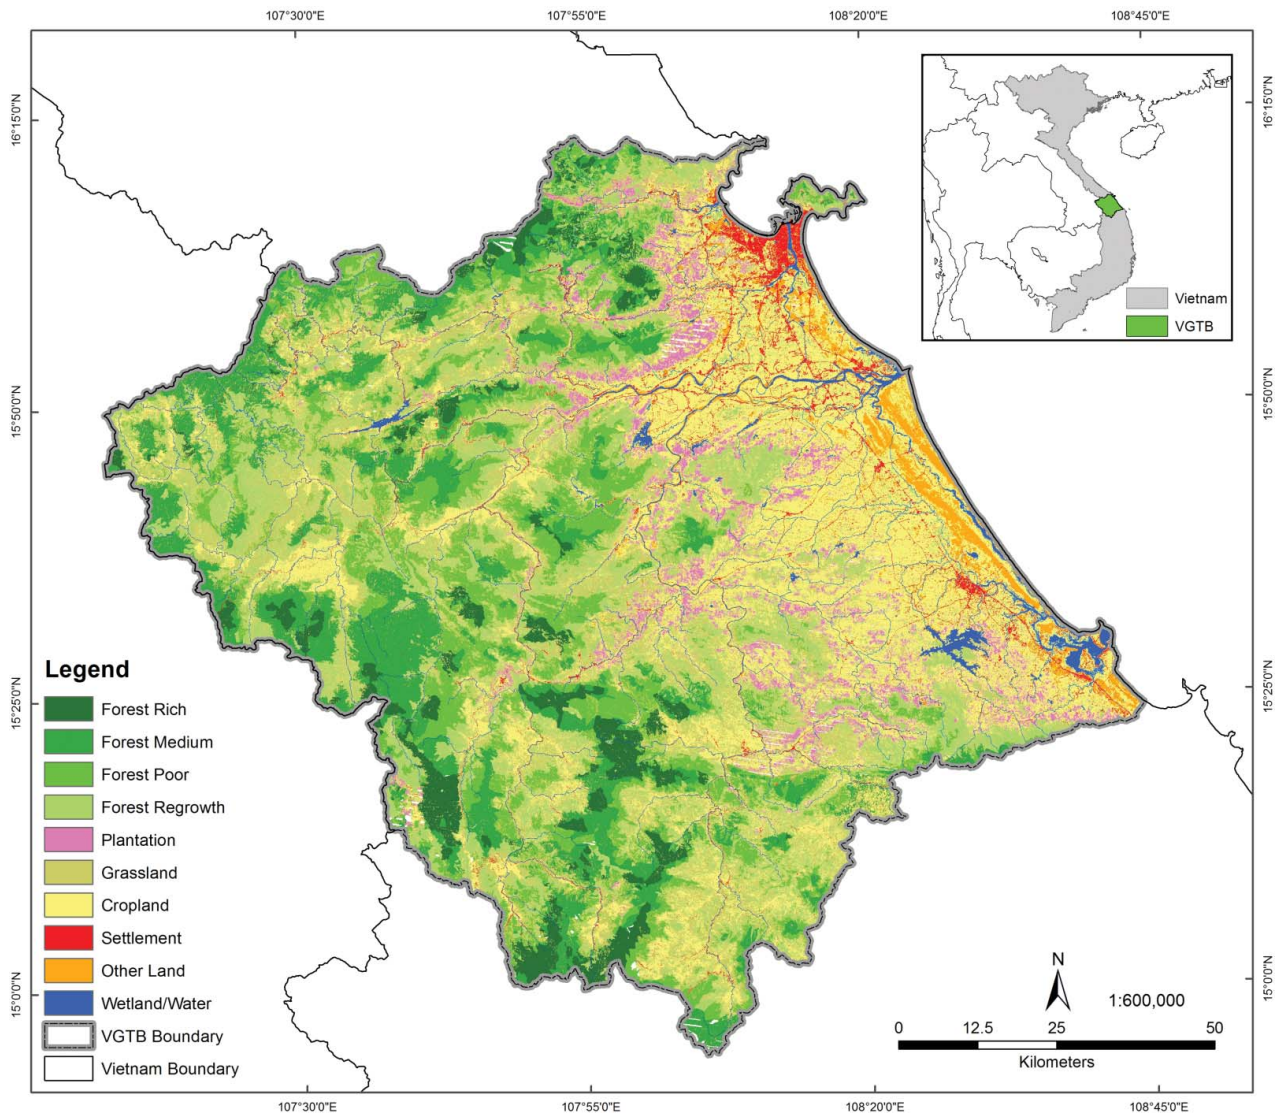 107°30'0"E
107°55'0"E
108°20'0"E
108°45'0"E
16°15'0"N
16°15'0"N
Vietnam
VGTB
15°50'0"N
15°50'0"N
Legend
15°25'0"N
15°25'0"N
Forest Rich
Forest Medium
Forest Poor
Forest Regrowth
Plantation
Grassland
Cropland
Settlement
Other Land
Wetland/Water
VGTB Boundary
Vietnam Boundary
15°0'0"N
15°0'0"N
N
1:600,000
0 12.5 25 50
Kilometers
107°30'0"E
107°55'0"E
108°20'0"E
108°45'0"E